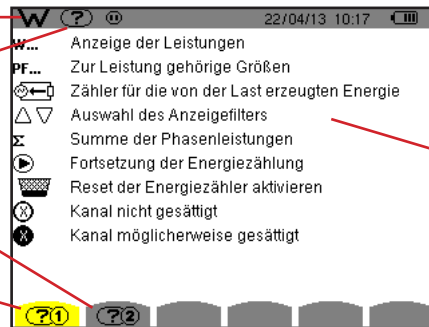 W ? 22/04/13 10:17
W... Anzeige der Leistungen
PF... Zur Leistung gehörige Größen
Zähler für die von der Last erzeugten Energie
Auswahl des Anzeigefilters
Σ Summe der Phasenleistungen
Fortsetzung der Energiezählung
Reset der Energiezähler aktivieren
X Kanal nicht gesättigt
X Kanal möglicherweise gesättigt
?1 ?2